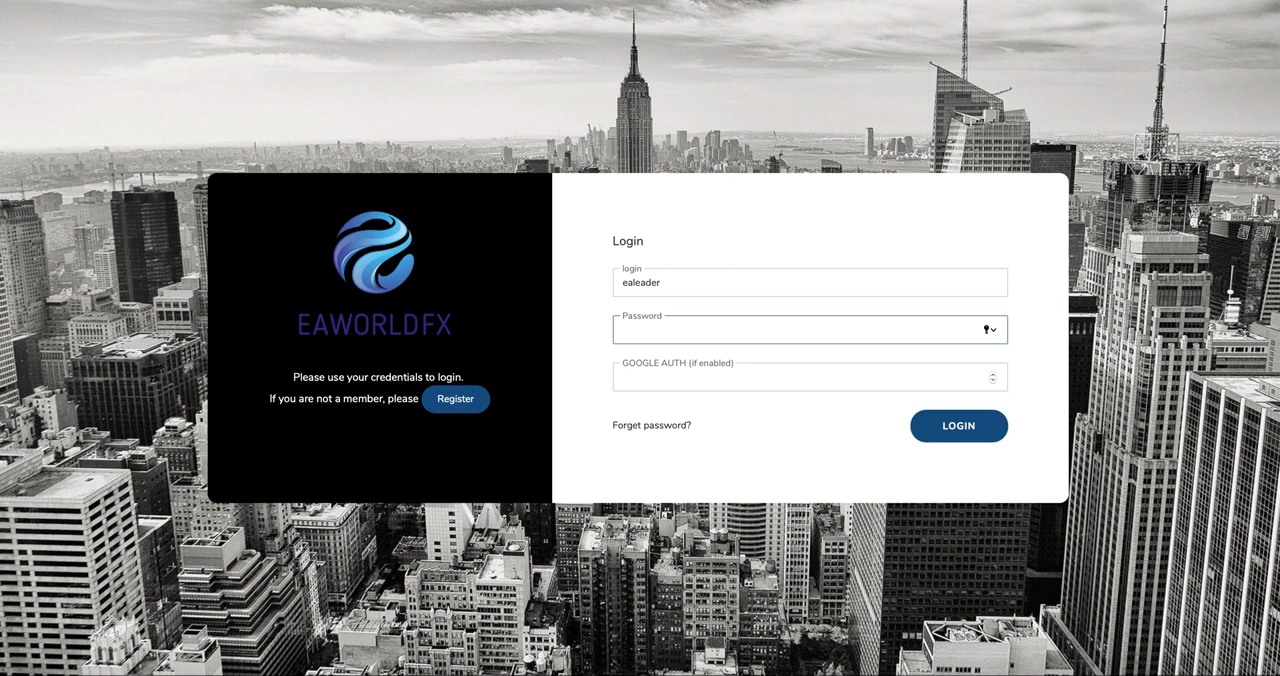 EAWORLDFX
Please use your credentials to login.
If you are not a member, please Register
Login
login
ealeader
Password
GOOGLE AUTH (if enabled)
Forget password?
LOGIN